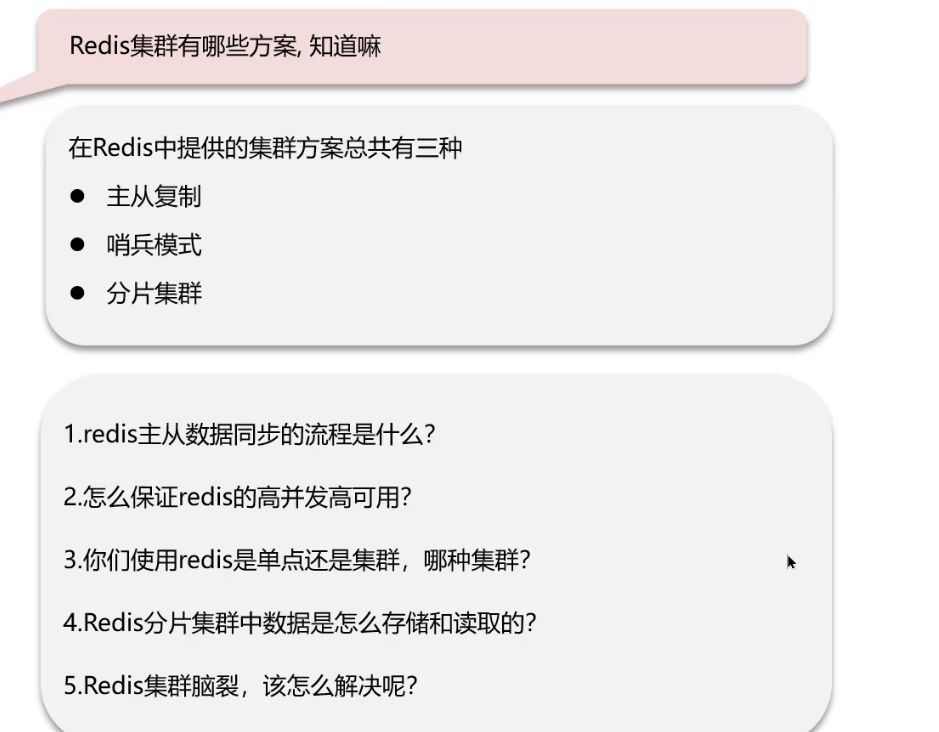 Redis集群有哪些方案, 知道嘛
在Redis中提供的集群方案总共有三种
● 主从复制
● 哨兵模式
● 分片集群
1.redis主从数据同步的流程是什么?
2.怎么保证redis的高并发高可用?
3.你们使用redis是单点还是集群，哪种集群?
4.Redis分片集群中数据是怎么存储和读取的?
5.Redis集群脑裂，该怎么解决呢?